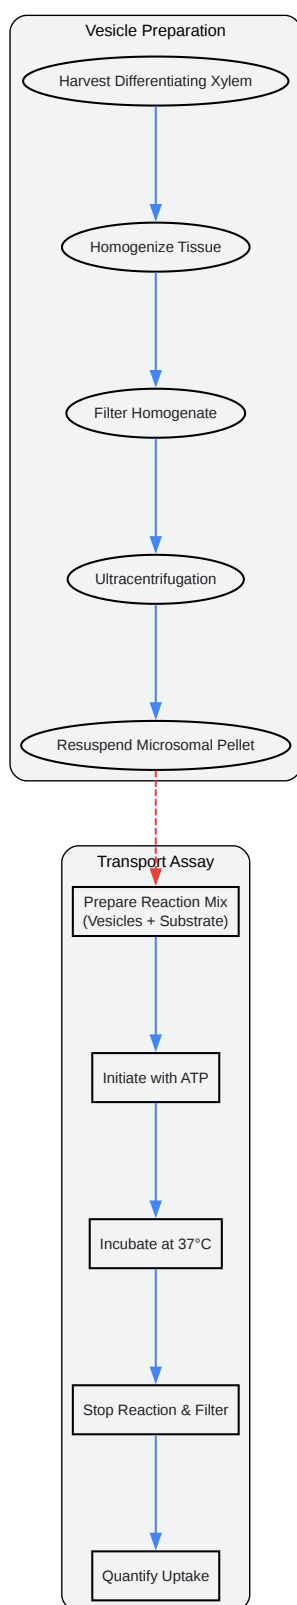 Vesicle Preparation
Harvest Differentiating Xylem
Homogenize Tissue
Filter Homogenate
Ultracentrifugation
Resuspend Microsomal Pellet
Transport Assay
Prepare Reaction Mix
(Vesicles + Substrate)
Initiate with ATP
Incubate at 37°C
Stop Reaction & Filter
Quantify Uptake